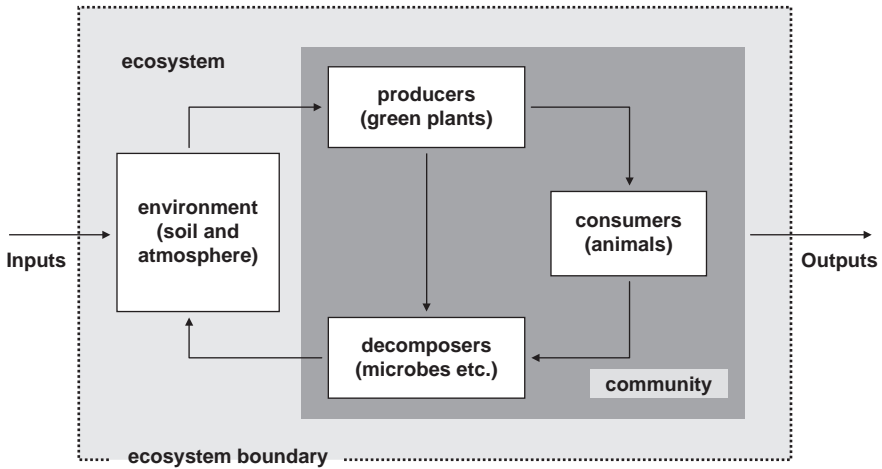 ecosystem
producers
(green plants)
environment
(soil and
atmosphere)
consumers
(animals)
Inputs
Outputs
decomposers
(microbes etc.)
community
ecosystem boundary